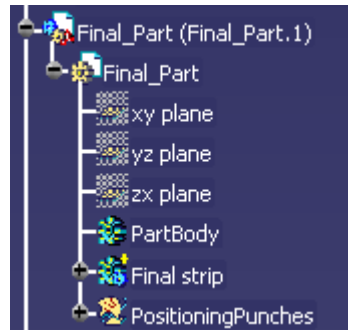 Final_Part (Final_Part.1)
Final_Part
xy plane
yz plane
zx plane
PartBody
Final strip
PositioningPunches